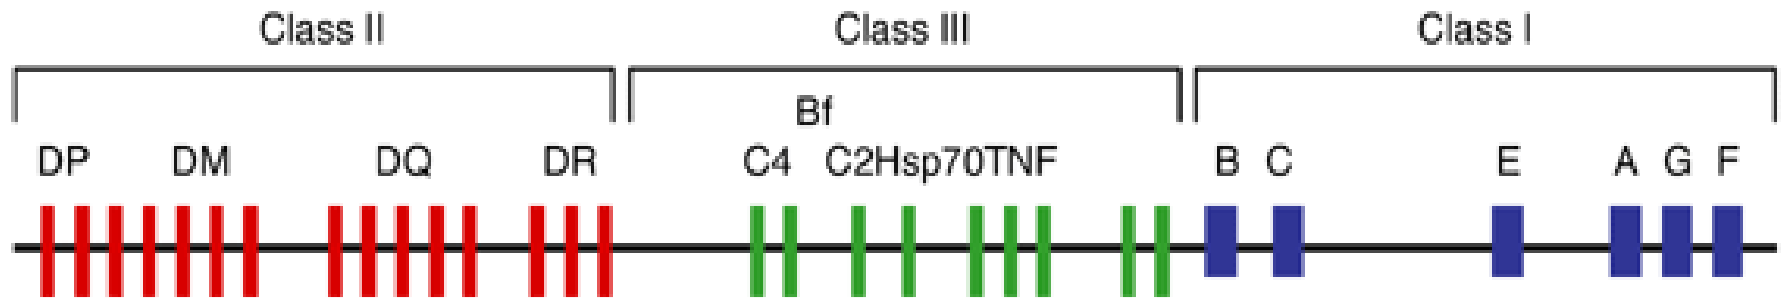 Class II Class III Class I
Bf
DP DM DQ DR C4 C2Hsp70TNF B C E A G F